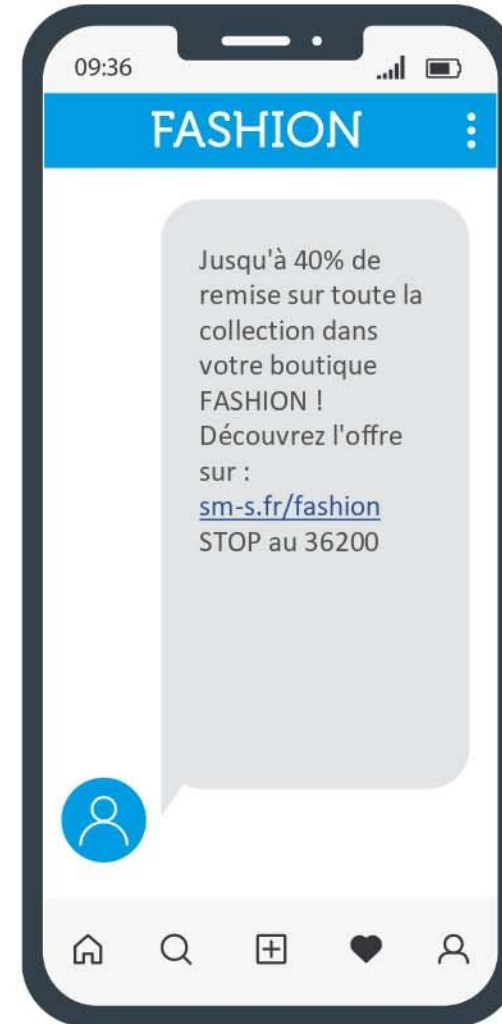 09:36
FASHION
Jusqu'à 40% de
remise sur toute la
collection dans
votre boutique
FASHION !
Découvrez l'offre
sur :
sm-s.fr/fashion
STOP au 36200